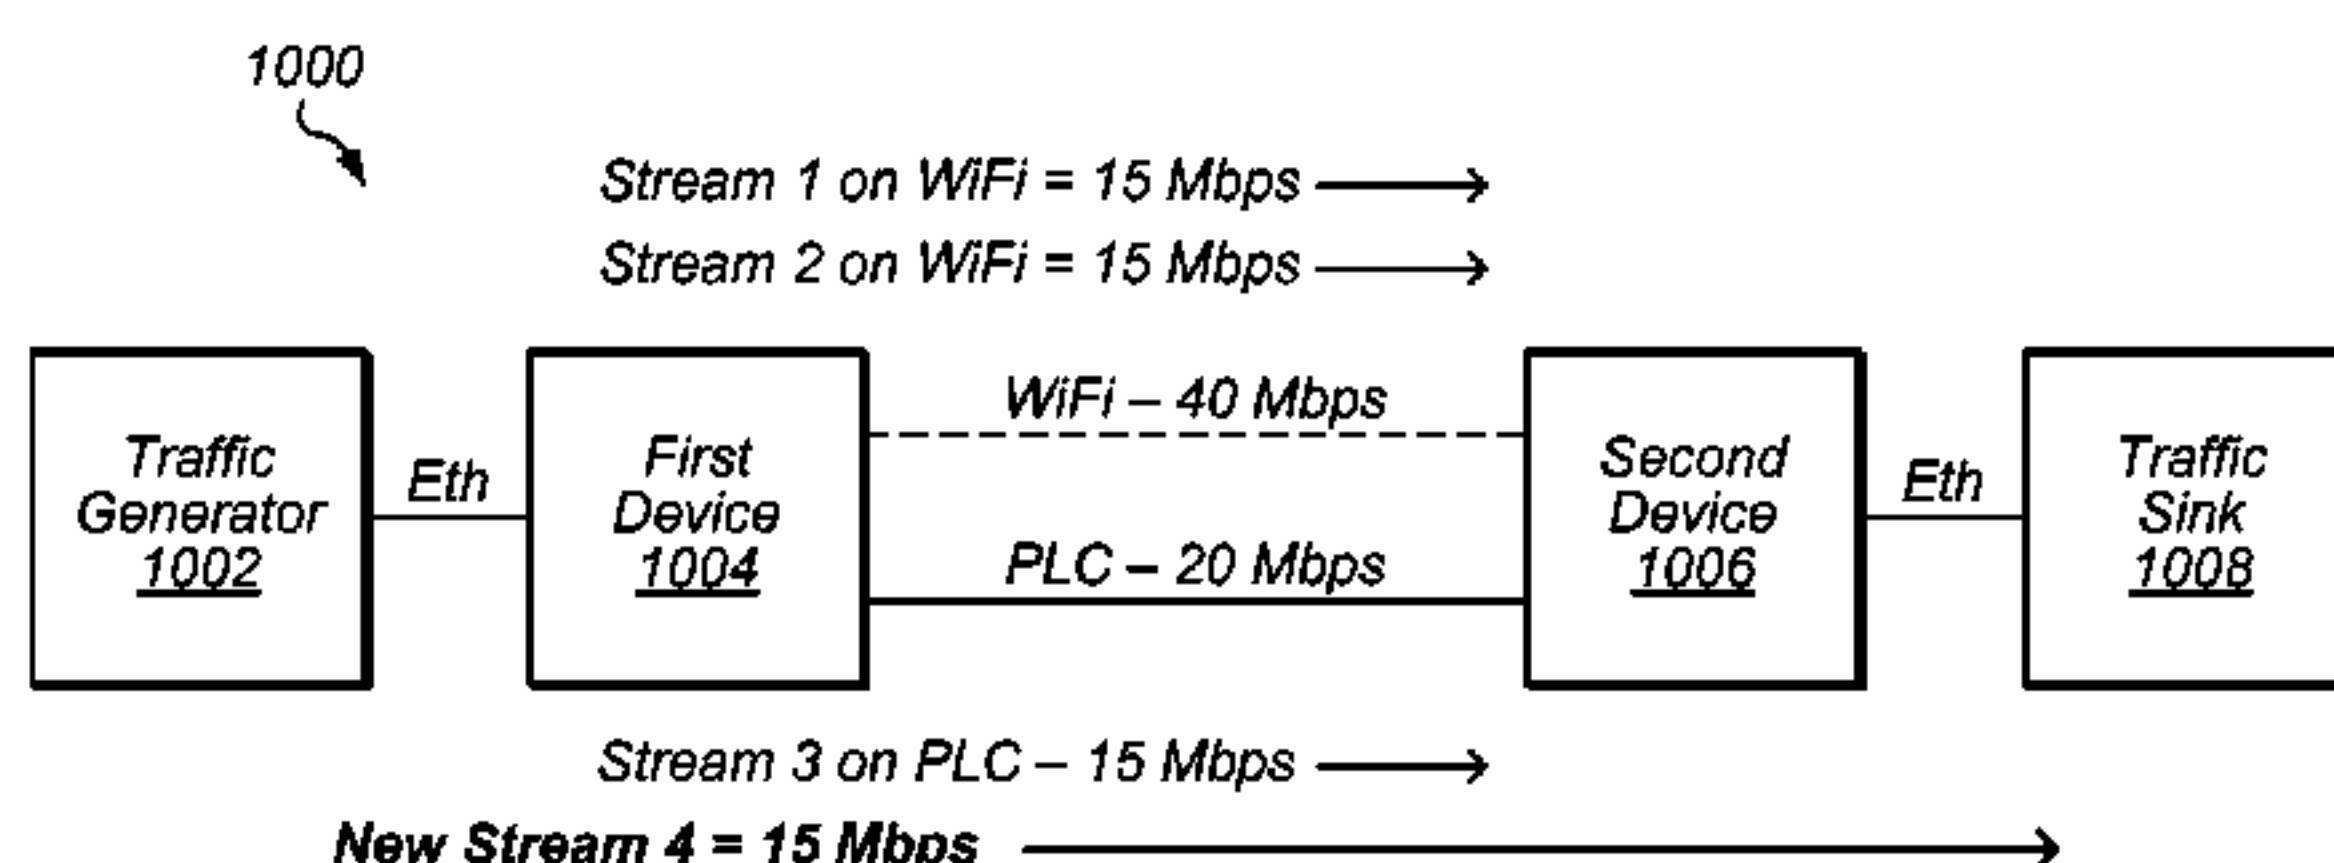 1000
Stream 1 on WiFi = 15 Mbps
Stream 2 on WiFi = 15 Mbps
Traffic
Generator
1002
Eth
First
Device
1004
WiFi – 40 Mbps
PLC – 20 Mbps
Second
Device
1006
Eth
Traffic
Sink
1008
Stream 3 on PLC – 15 Mbps
New Stream 4 = 15 Mbps